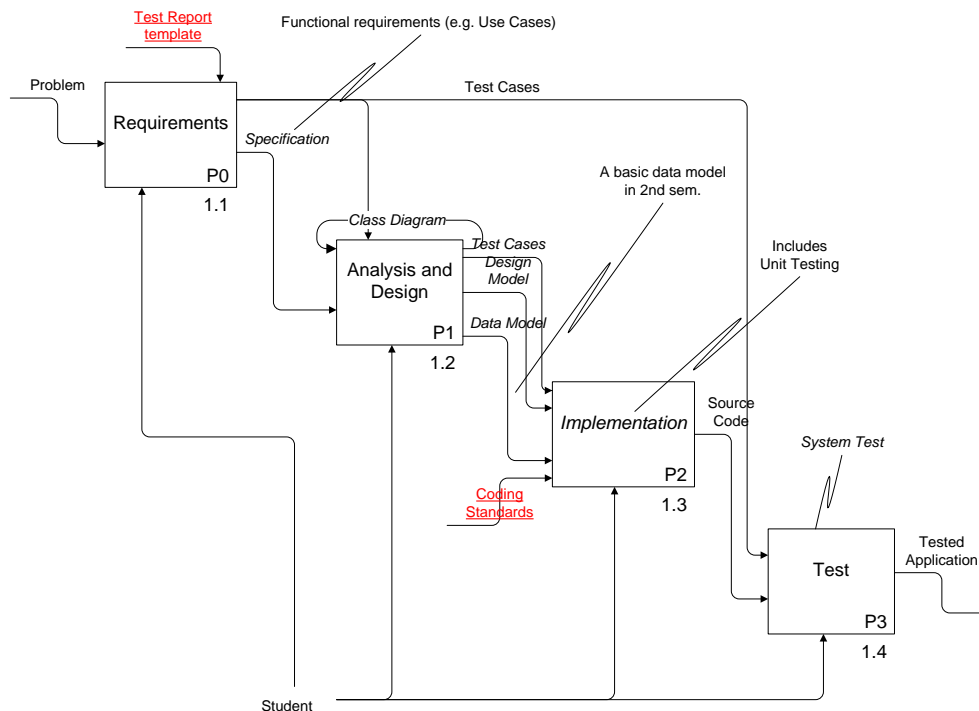 Test Report
template
Functional requirements (e.g. Use Cases)
Problem
Test Cases
Requirements
Specification
P0
1.1
A basic data model
in 2nd sem.
Class Diagram
Test Cases
Design
Model
Analysis and
Design
Includes
Unit Testing
Data Model
P1
1.2
Implementation
Source
Code
System Test
P2
1.3
Coding
Standards
Test
Tested
Application
P3
1.4
Student